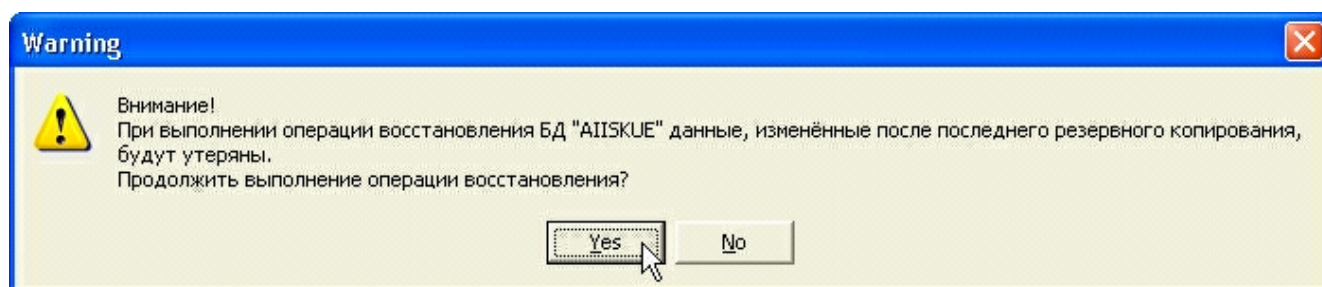 Warning
Внимание!
При выполнении операции восстановления БД "AIISKUE" данные, изменённые после последнего резервного копирования,
будут утеряны.
Продолжить выполнение операции восстановления?
Yes No